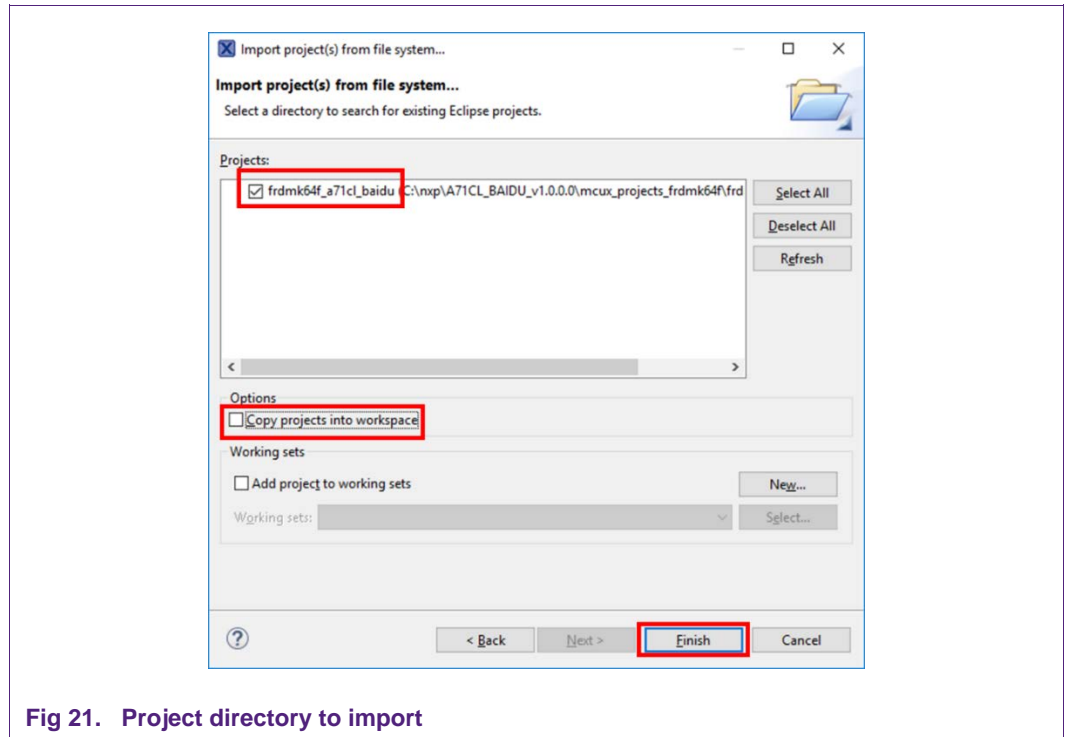 Import project(s) from file system...
Import project(s) from file system...
Select a directory to search for existing Eclipse projects.
Projects:
frdmk64f_a71cl_baidu (C:\nxp\A71CL_BAIDU_v1.0.0.0\mcux_projects_frdmk64f\frd
Select All
Deselect All
Refresh
Options
Copy projects into workspace
Working sets
Add project to working sets
New...
Working sets:
Select...
?
< Back
Next >
Finish
Cancel
Fig 21. Project directory to import